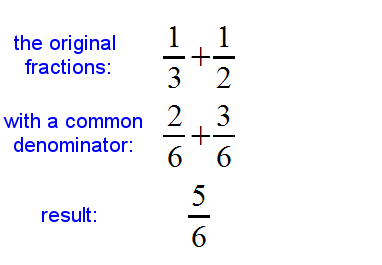 the original fractions: 1/3 + 1/2
with a common denominator: 2/6 + 3/6
result: 5/6